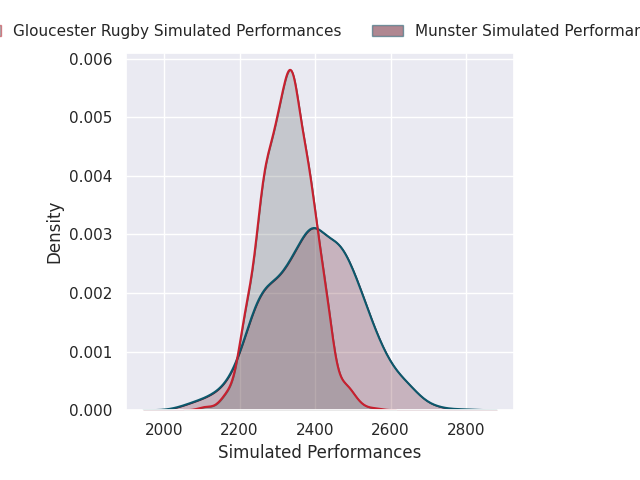 Gloucester Rugby Simulated Performances
Munster Simulated
0.006
0.005
0.004
0.003
0.002
0.001
0.000
Density
2000 2200 2400 2600 2800
Simulated Performances